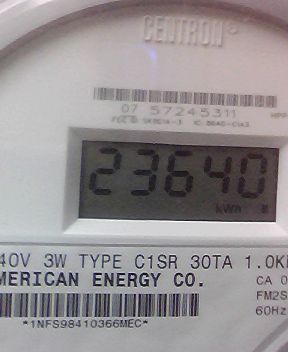 CENTRON®
07 57245311
23640
kWh
40V 3W TYPE C1SR 30TA 1.0K
MERICAN ENERGY CO.
CA 0
FM2S
60Hz
*1NFS98410366MEC*